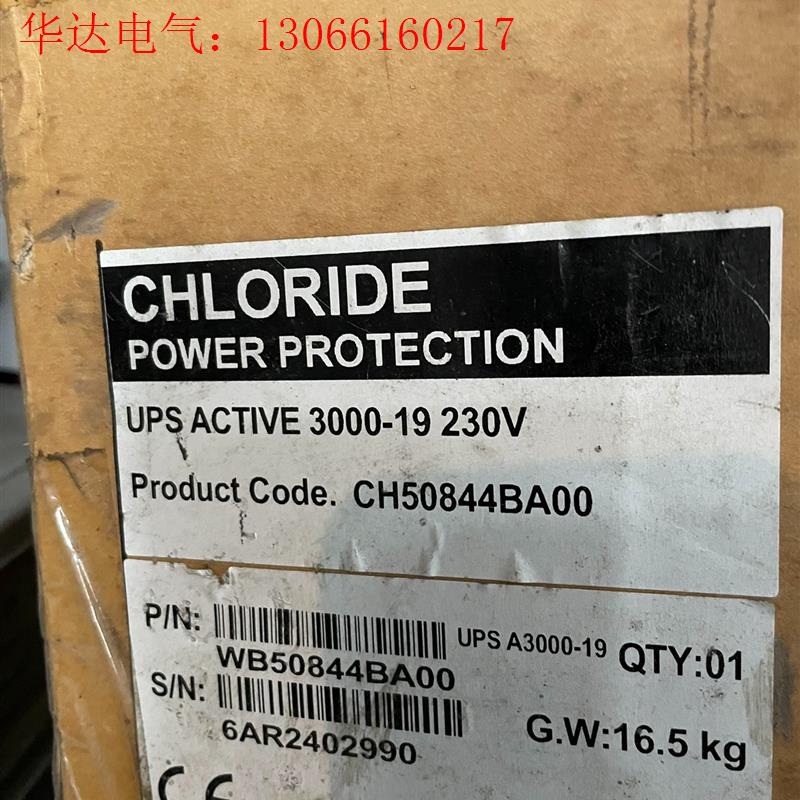 华达电气：13066160217
CHLORIDE
POWER PROTECTION
UPS ACTIVE 3000-19 230V
Product Code. CH50844BA00
P/N: UPS A3000-19 QTY:01
WB50844BA00
S/N: G.W:16.5 kg
6AR2402990
CE